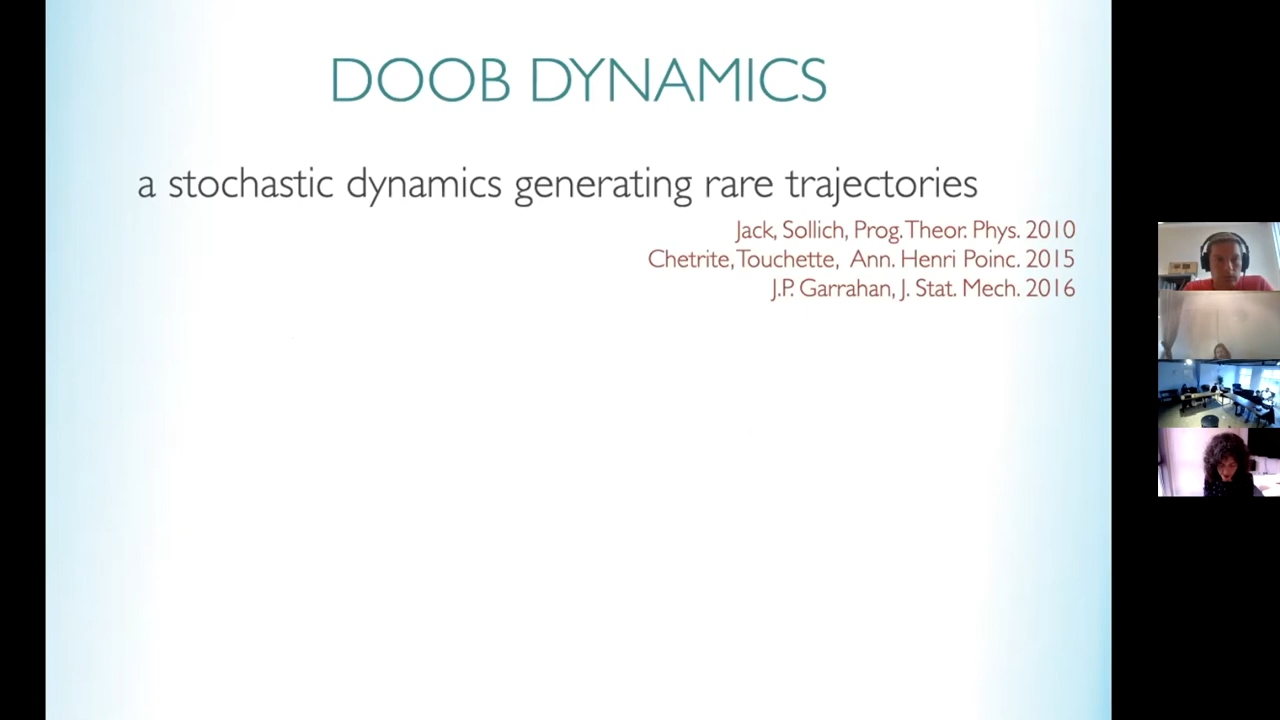 DOOB DYNAMICS
a stochastic dynamics generating rare trajectories
Jack, Sollich, Prog. Theor. Phys. 2010
Chetrite, Touchette, Ann. Henri Poinc. 2015
J.P. Garrahan, J. Stat. Mech. 2016